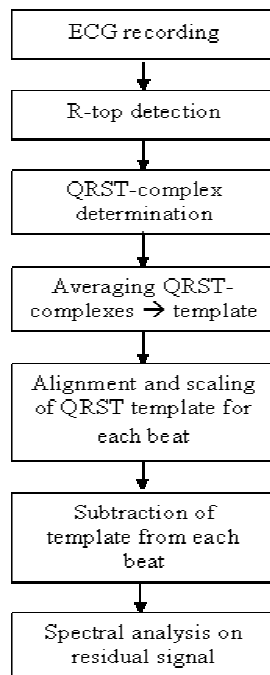 ECG recording
R-top detection
QRST-complex
determination
Averaging QRST-
complexes → template
Alignment and scaling
of QRST template for
each beat
Subtraction of
template from each
beat
Spectral analysis on
residual signal